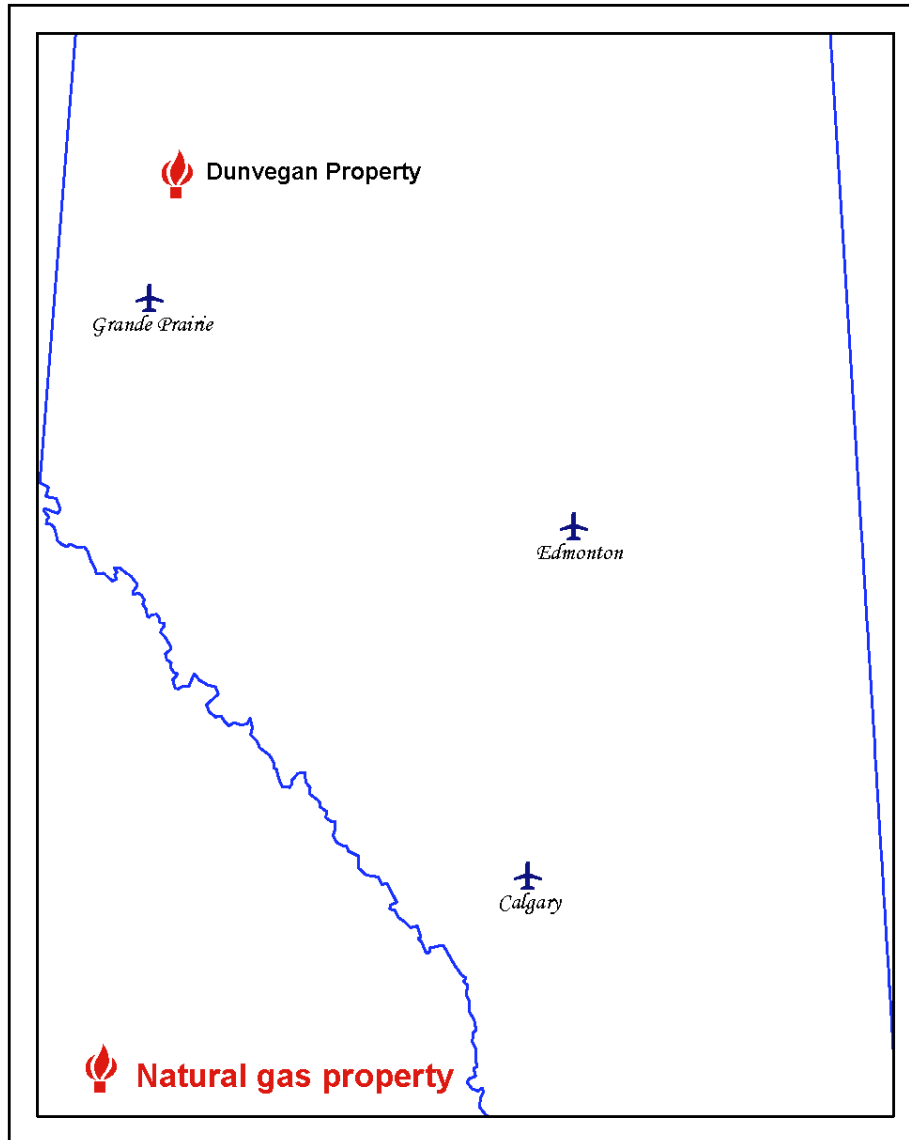 Dunvegan Property
Grande Prairie
Edmonton
Calgary
Natural gas property